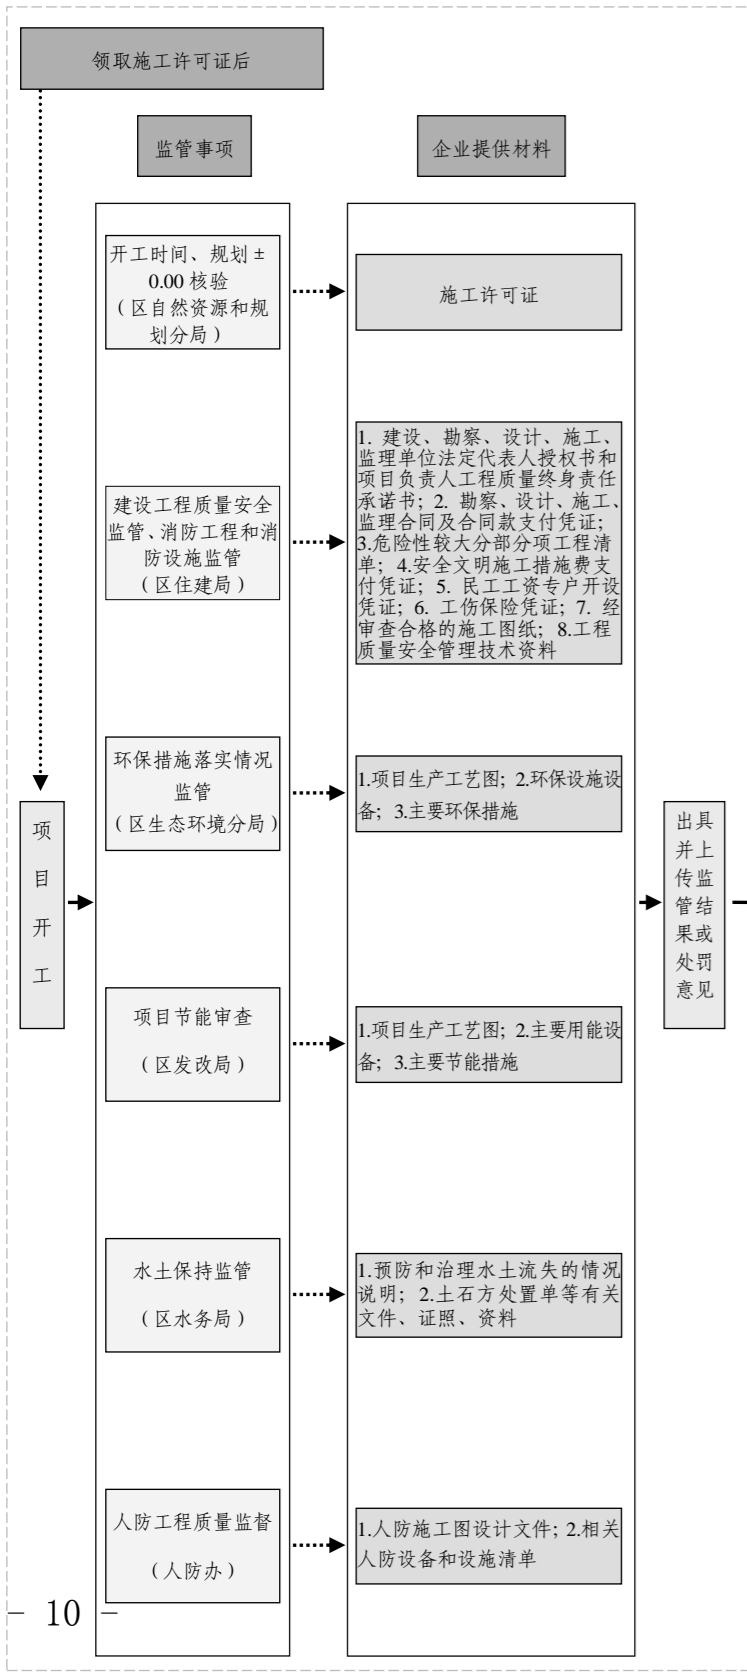 领取施工许可证后
监管事项
企业提供材料
开工时间、规划±
0.00 核验
（区自然资源和规
划分局）
施工许可证
建设工程质量安全
监管、消防工程和消
防设施监管
（区住建局）
1. 建设、勘察、设计、施工、
监理单位法定代表人授权书和
项目负责人工程质量终身责任
承诺书；2. 勘察、设计、施工、
监理合同及合同款支付凭证；
3.危险性较大分部分项工程清
单；4.安全文明施工措施费支
付凭证；5. 民工工资专户开设
凭证；6. 工伤保险凭证；7. 经
审查合格的施工图纸；8.工程
质量安全管理技术资料
环保措施落实情况
监管
（区生态环境分局）
1.项目生产工艺图；2.环保设施设
备；3.主要环保措施
项
目
开
工
出具
并上
传监
管结
果或
处罚
意见
项目节能审查
（区发改局）
1.项目生产工艺图；2.主要用能设
备；3.主要节能措施
水土保持监管
（区水务局）
1.预防和治理水土流失的情况
说明；2.土石方处置单等有关
文件、证照、资料
人防工程质量监督
（人防办）
1.人防施工图设计文件；2.相关
人防设备和设施清单
- 10 -